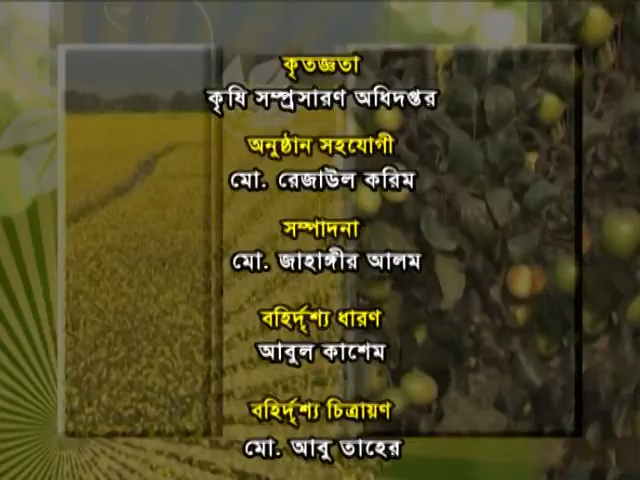 কৃতজ্ঞতা
কৃষি সম্প্রসারণ অধিদপ্তর
অনুষ্ঠান সহযোগী
মো. রেজাউল করিম
সম্পাদনা
মো. জাহাঙ্গীর আলম
বহির্দৃশ্য ধারণ
আবুল কাশেম
বহির্দৃশ্য চিত্রায়ণ
মো. আবু তাহের